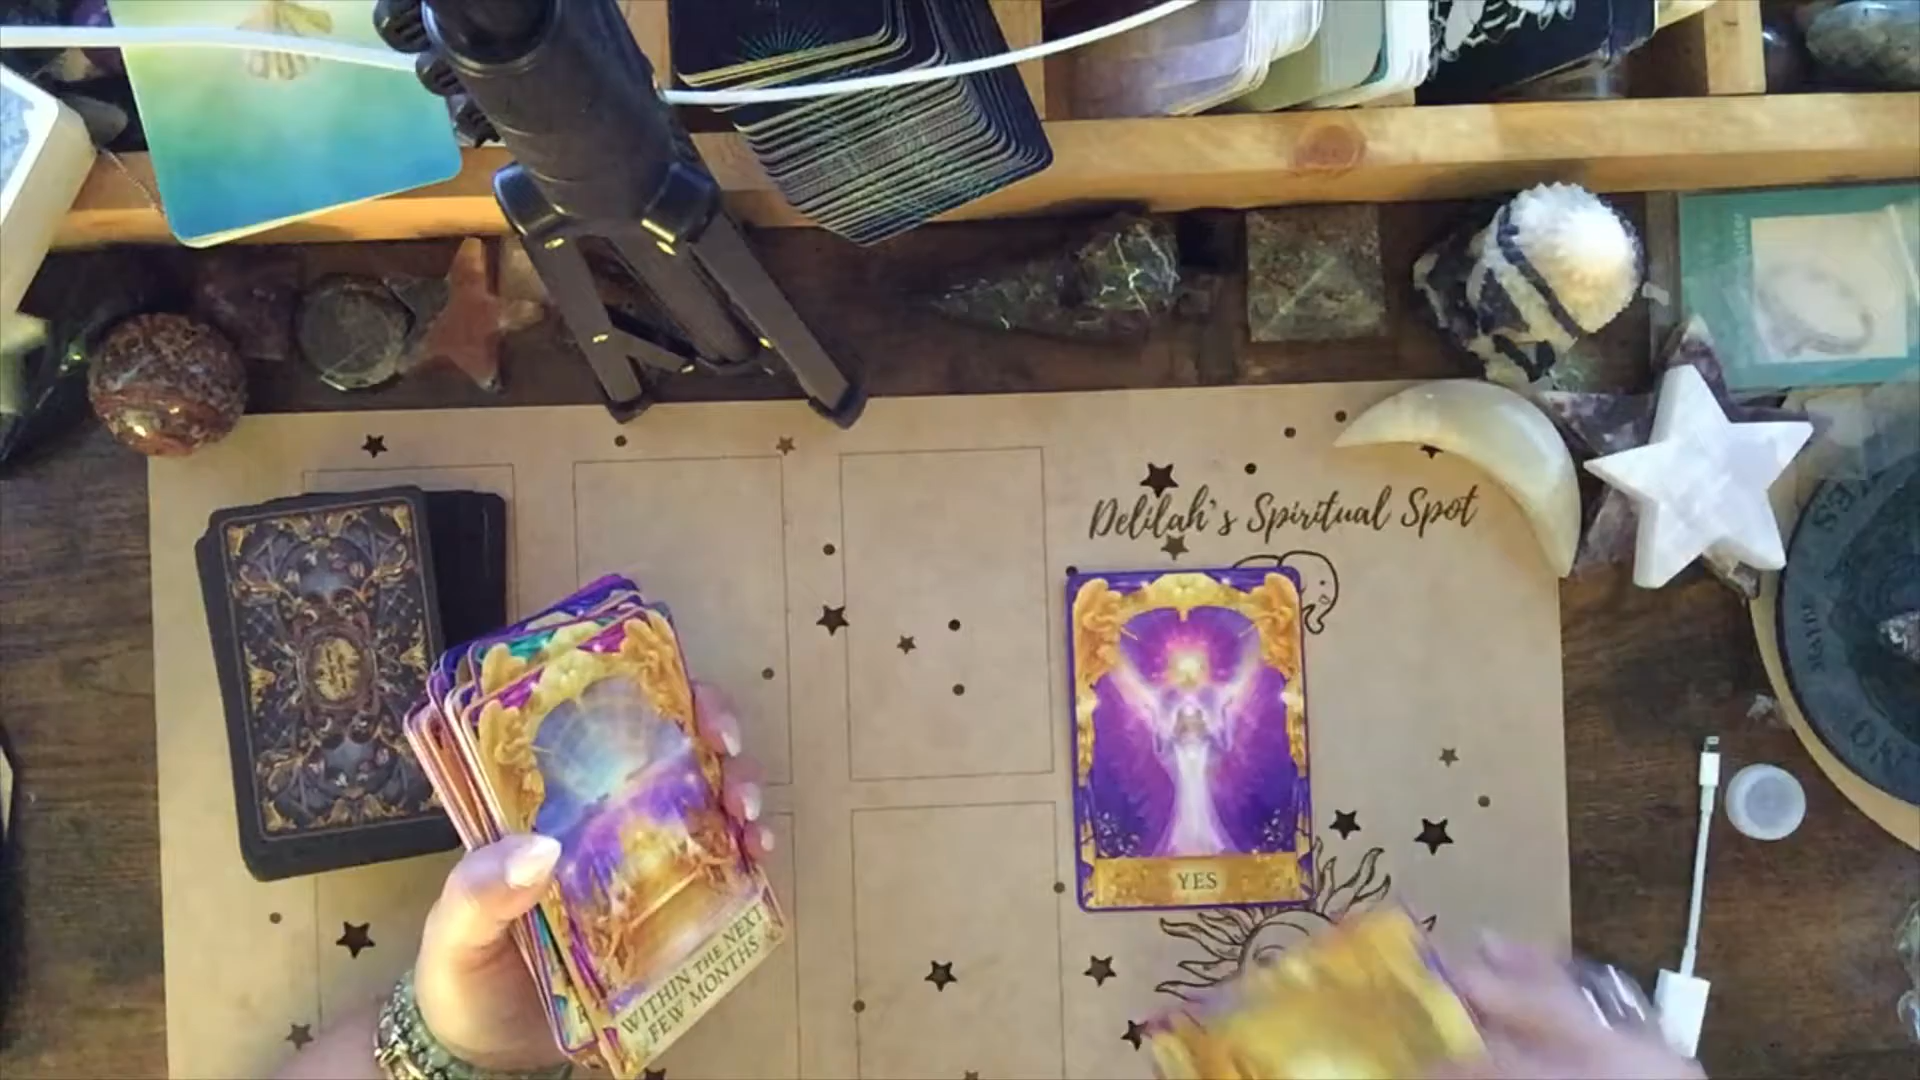 Delilah's Spiritual Spot
YES
WITHIN THE NEXT
FEW MONTHS